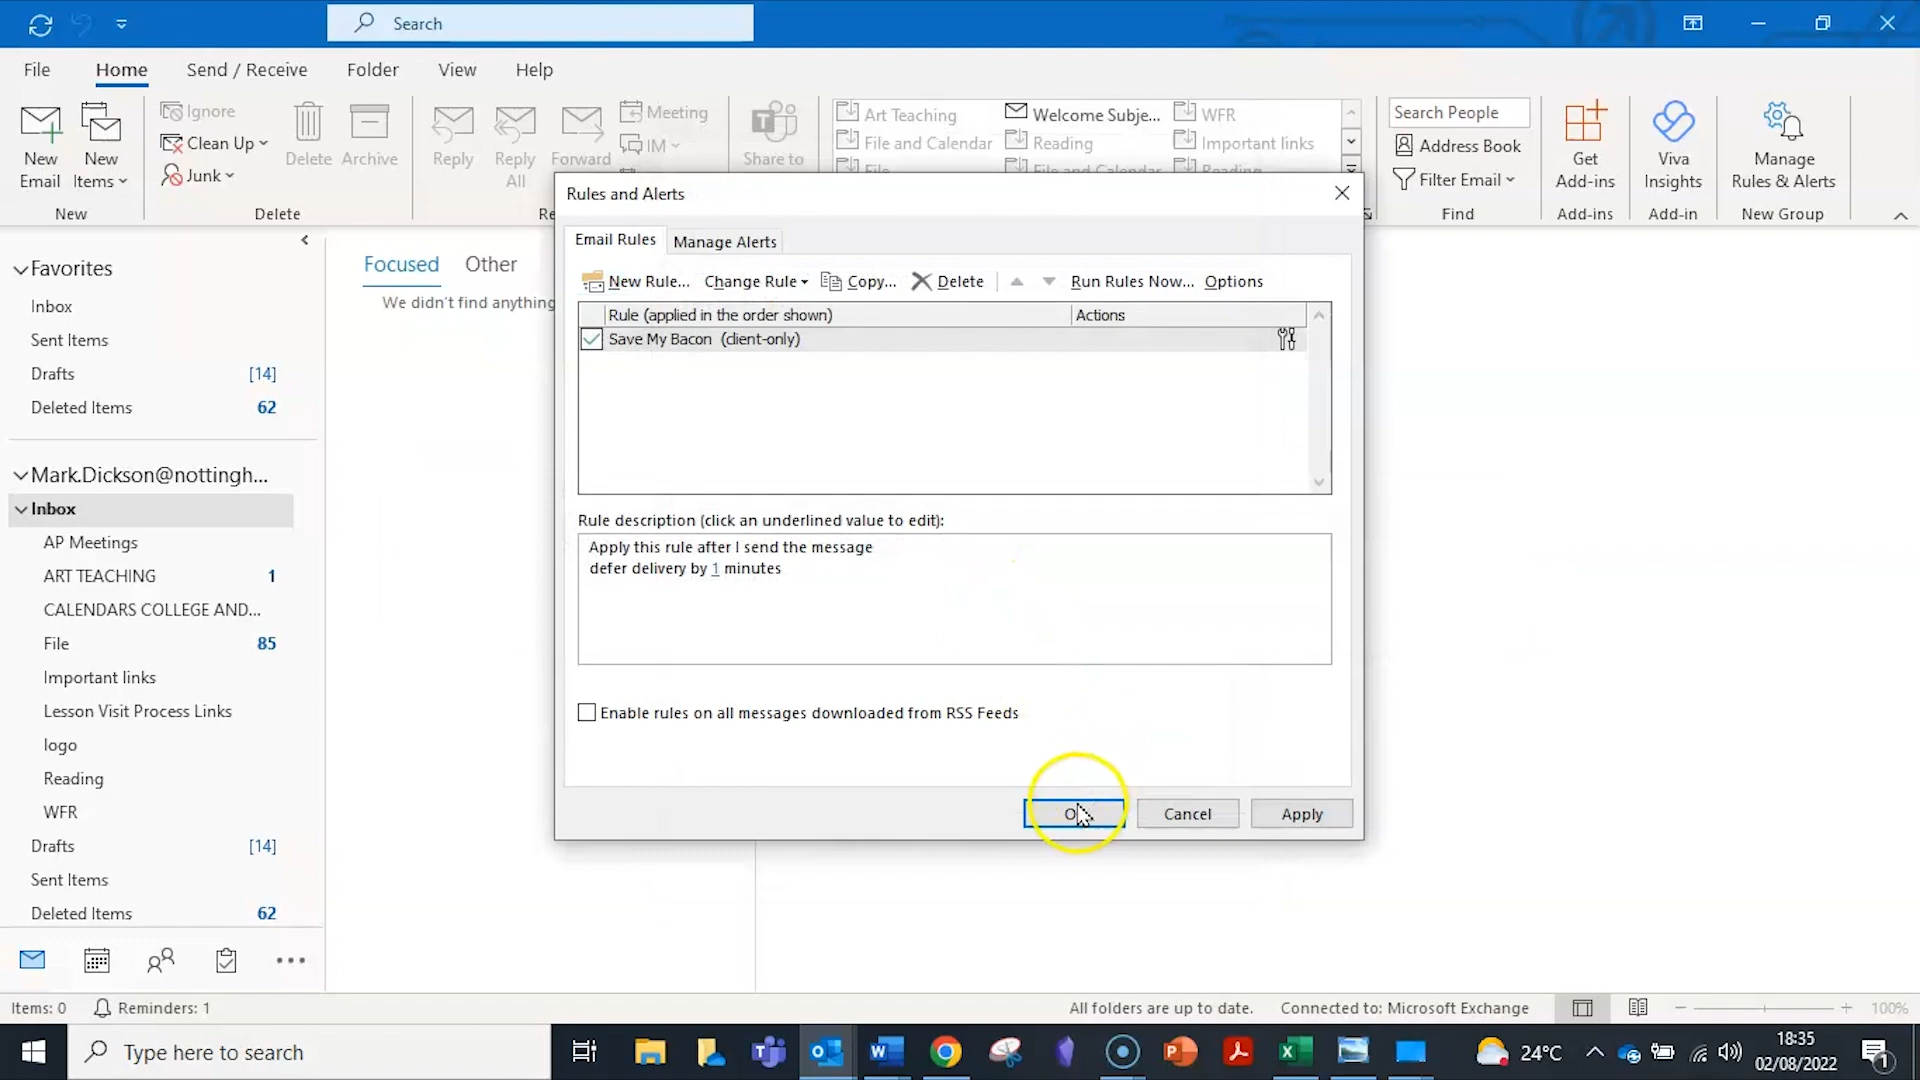 Search
File
Home
Send / Receive
Folder
View
Help
New
Email
New
Items
New
Ignore
Clean Up
Junk
Delete
Archive
Delete
Reply
Reply
All
Forward
Meeting
IM
Re
Share to
Art Teaching
File and Calendar
File
Welcome Subje...
Reading
File and Calendar
WFR
Important links
Reading
Search People
Address Book
Filter Email
Find
Get
Add-ins
Add-ins
Viva
Insights
Add-in
Manage
Rules & Alerts
New Group
Favorites
Inbox
Sent Items
Drafts [14]
Deleted Items 62
Mark.Dickson@nottingh...
Inbox
AP Meetings
ART TEACHING 1
CALENDARS COLLEGE AND...
File 85
Important links
Lesson Visit Process Links
logo
Reading
WFR
Drafts [14]
Sent Items
Deleted Items 62
Focused
Other
We didn't find anything
Rules and Alerts
Email Rules
Manage Alerts
New Rule...
Change Rule
Copy...
Delete
Run Rules Now...
Options
Rule (applied in the order shown)
Actions
Save My Bacon (client-only)
Rule description (click an underlined value to edit):
Apply this rule after I send the message
defer delivery by 1 minutes
Enable rules on all messages downloaded from RSS Feeds
Cancel
Apply
Items: 0
Reminders: 1
All folders are up to date.
Connected to: Microsoft Exchange
100%
Type here to search
24°C
18:35
02/08/2022
1